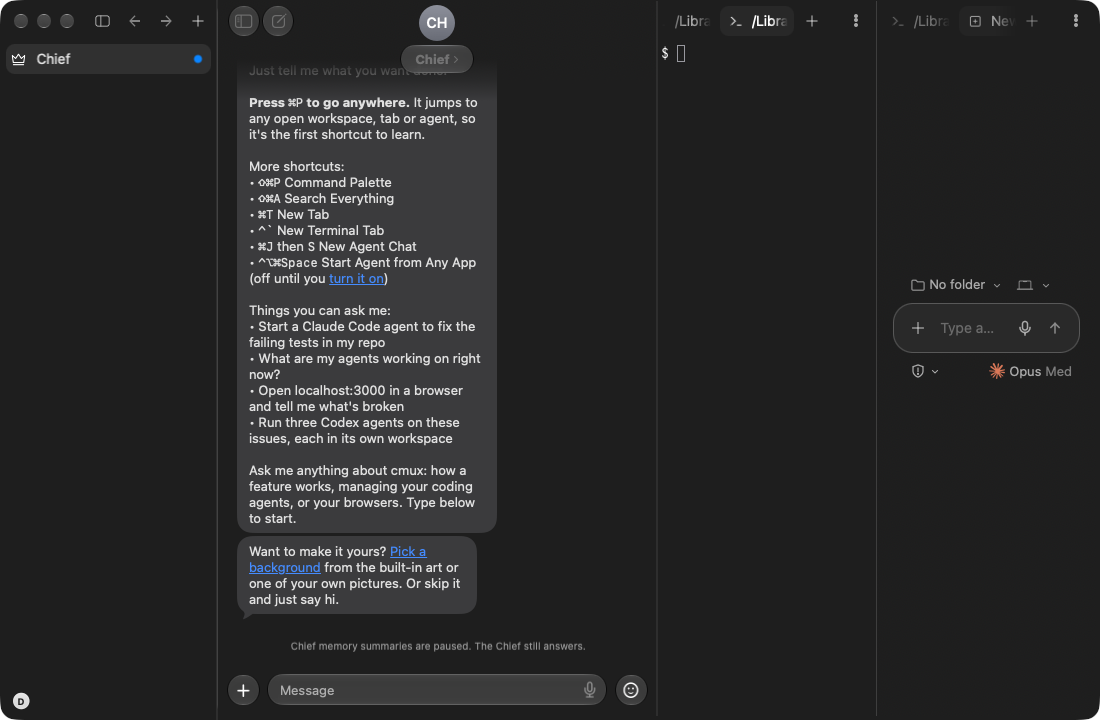 Chief
CH
Chief ›
Just tell me what you want done.
Press ⌘P to go anywhere. It jumps to
any open workspace, tab or agent, so
it's the first shortcut to learn.
More shortcuts:
• ⇧⌘P Command Palette
• ⇧⌘A Search Everything
• ⌘T New Tab
• ^` New Terminal Tab
• ⌘J then S New Agent Chat
• ^⌥⌘Space Start Agent from Any App
(off until you turn it on)
Things you can ask me:
• Start a Claude Code agent to fix the
failing tests in my repo
• What are my agents working on right
now?
• Open localhost:3000 in a browser
and tell me what's broken
• Run three Codex agents on these
issues, each in its own workspace
Ask me anything about cmux: how a
feature works, managing your coding
agents, or your browsers. Type below
to start.
Want to make it yours? Pick a
background from the built-in art or
one of your own pictures. Or skip it
and just say hi.
Chief memory summaries are paused. The Chief still answers.
Message
D
/Libra
/Libra
$
/Libra
New
No folder
Type a...
Opus Med